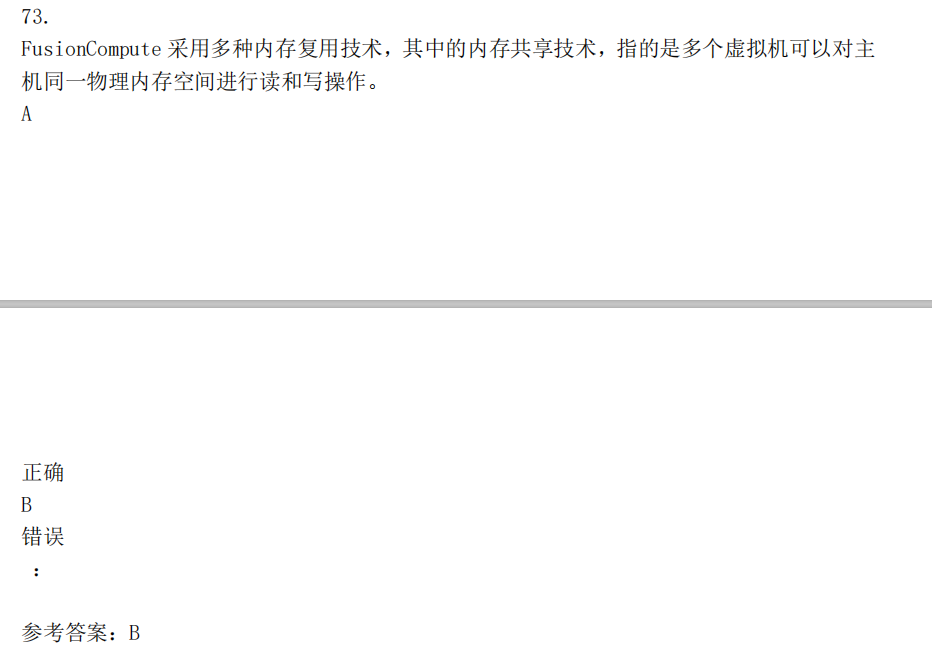 73.
FusionCompute 采用多种内存复用技术，其中的内存共享技术，指的是多个虚拟机可以对主
机同一物理内存空间进行读和写操作。
A
正确
B
错误
：
参考答案：B